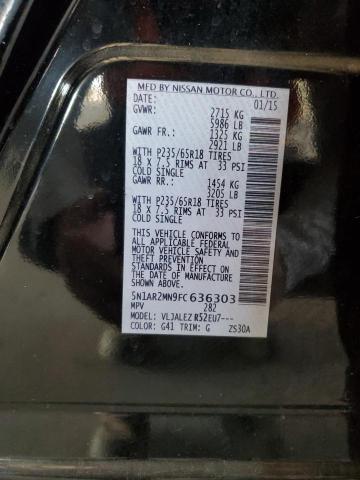 MFD BY NISSAN MOTOR CO., LTD.
DATE: 01/15
GVWR: 2715 KG
5986 LB
GAWR FR.: 1325 KG
2921 LB
WITH P235/65R18 TIRES
18 X 7.5 RIMS AT 33 PSI
COLD SINGLE
GAWR RR.: 1454 KG
3205 LB
WITH P235/65R18 TIRES
18 X 7.5 RIMS AT 33 PSI
COLD SINGLE
THIS VEHICLE CONFORMS TO
ALL APPLICABLE FEDERAL
MOTOR VEHICLE SAFETY
STANDARDS IN EFFECT ON
THE DATE OF MANUFACTURE
SHOWN ABOVE.
5N1AR2MN9FC636303
MPV 282
MODEL: VLJALEZ R52EU7---
COLOR: G41 TRIM: G ZS30A